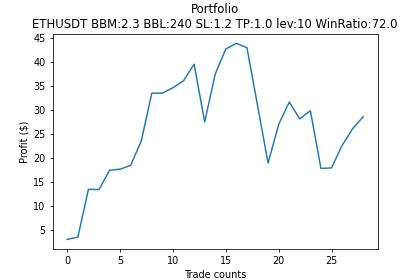 Portfolio
ETHUSDT BBM:2.3 BBL:240 SL:1.2 TP:1.0 lev:10 WinRatio:72.0
45
40
35
30
25
20
15
10
5
Profit ($)
0 5 10 15 20 25
Trade counts